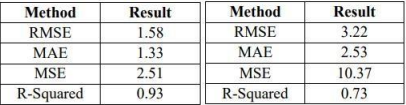 Method Result
RMSE 1.58
MAE 1.33
MSE 2.51
R-Squared 0.93
Method Result
RMSE 3.22
MAE 2.53
MSE 10.37
R-Squared 0.73